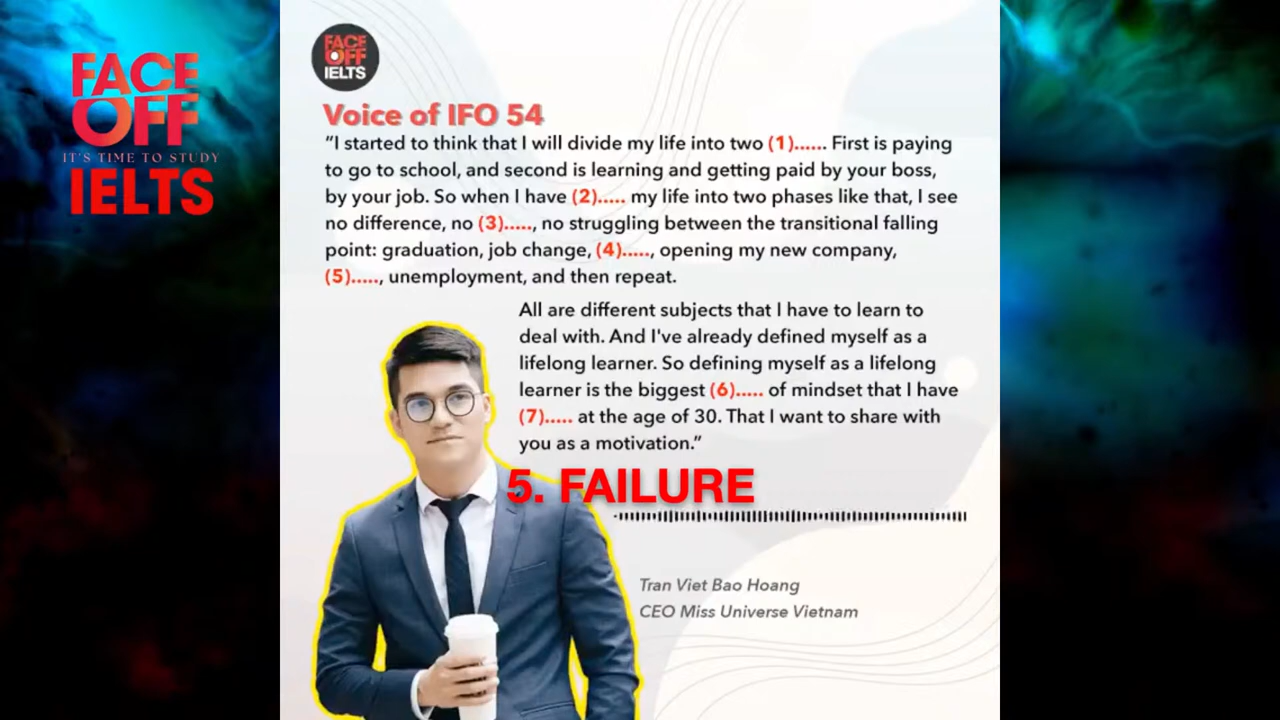 FACE
OFF
IT'S TIME TO STUDY
IELTS
FACE
OFF
IELTS
Voice of IFO 54
“I started to think that I will divide my life into two (1)...... First is paying
to go to school, and second is learning and getting paid by your boss,
by your job. So when I have (2)..... my life into two phases like that, I see
no difference, no (3)....., no struggling between the transitional falling
point: graduation, job change, (4)....., opening my new company,
(5)....., unemployment, and then repeat.
All are different subjects that I have to learn to
deal with. And I've already defined myself as a
lifelong learner. So defining myself as a lifelong
learner is the biggest (6)..... of mindset that I have
(7)..... at the age of 30. That I want to share with
you as a motivation.”
5. FAILURE
Tran Viet Bao Hoang
CEO Miss Universe Vietnam